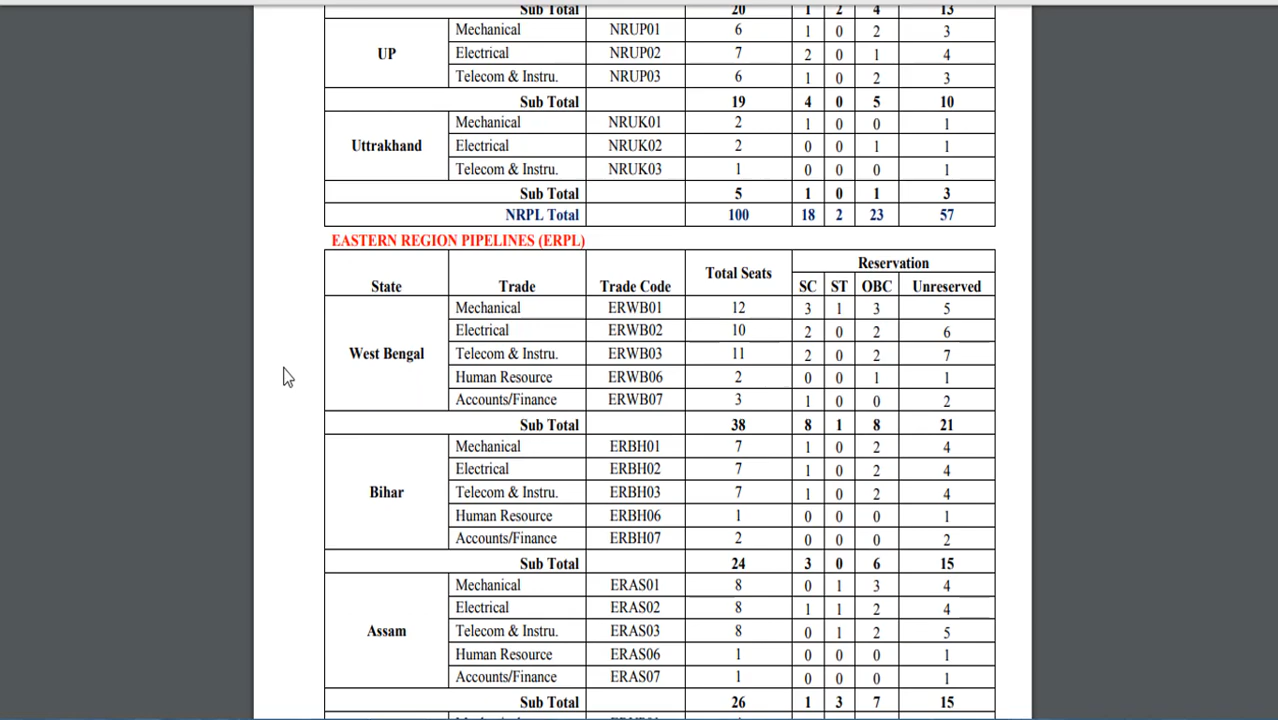 Sub Total 20 1 2 4 13
Mechanical NRUP01 6 1 0 2 3
UP Electrical NRUP02 7 2 0 1 4
Telecom & Instru. NRUP03 6 1 0 2 3
Sub Total 19 4 0 5 10
Mechanical NRUK01 2 1 0 0 1
Uttrakhand Electrical NRUK02 2 0 0 1 1
Telecom & Instru. NRUK03 1 0 0 0 1
Sub Total 5 1 0 1 3
NRPL Total 100 18 2 23 57
EASTERN REGION PIPELINES (ERPL)
Reservation
State Trade Trade Code Total Seats SC ST OBC Unreserved
Mechanical ERWB01 12 3 1 3 5
Electrical ERWB02 10 2 0 2 6
West Bengal Telecom & Instru. ERWB03 11 2 0 2 7
Human Resource ERWB06 2 0 0 1 1
Accounts/Finance ERWB07 3 1 0 0 2
Sub Total 38 8 1 8 21
Mechanical ERBH01 7 1 0 2 4
Electrical ERBH02 7 1 0 2 4
Bihar Telecom & Instru. ERBH03 7 1 0 2 4
Human Resource ERBH06 1 0 0 0 1
Accounts/Finance ERBH07 2 0 0 0 2
Sub Total 24 3 0 6 15
Mechanical ERAS01 8 0 1 3 4
Electrical ERAS02 8 1 1 2 4
Assam Telecom & Instru. ERAS03 8 0 1 2 5
Human Resource ERAS06 1 0 0 0 1
Accounts/Finance ERAS07 1 0 0 0 1
Sub Total 26 1 3 7 15